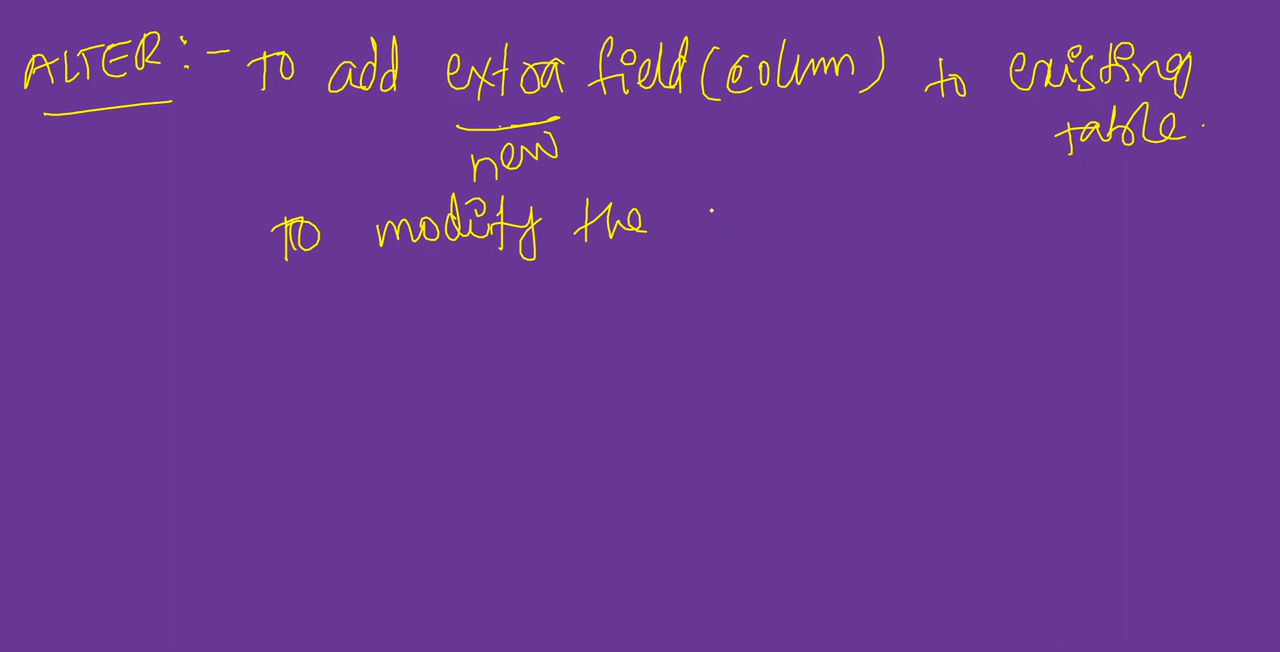 ALTER:- To add extra field (column) to existing
table.
new
To modify the